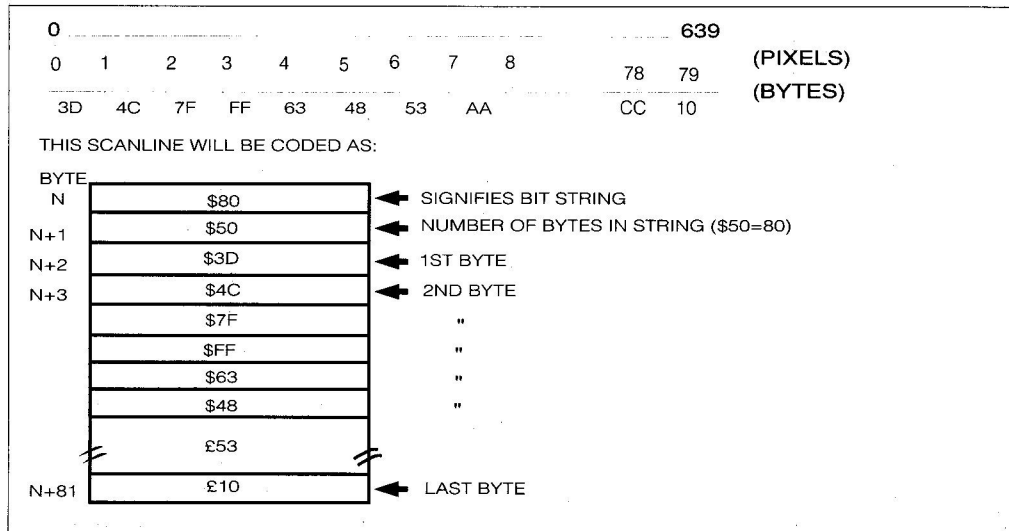 0 639
0 1 2 3 4 5 6 7 8 78 79 (PIXELS)
3D 4C 7F FF 63 48 53 AA CC 10 (BYTES)
THIS SCANLINE WILL BE CODED AS:
BYTE
N $80 SIGNIFIES BIT STRING
N+1 $50 NUMBER OF BYTES IN STRING ($50=80)
N+2 $3D 1ST BYTE
N+3 $4C 2ND BYTE
$7F "
$FF "
$63 "
$48 "
£53
N+81 £10 LAST BYTE